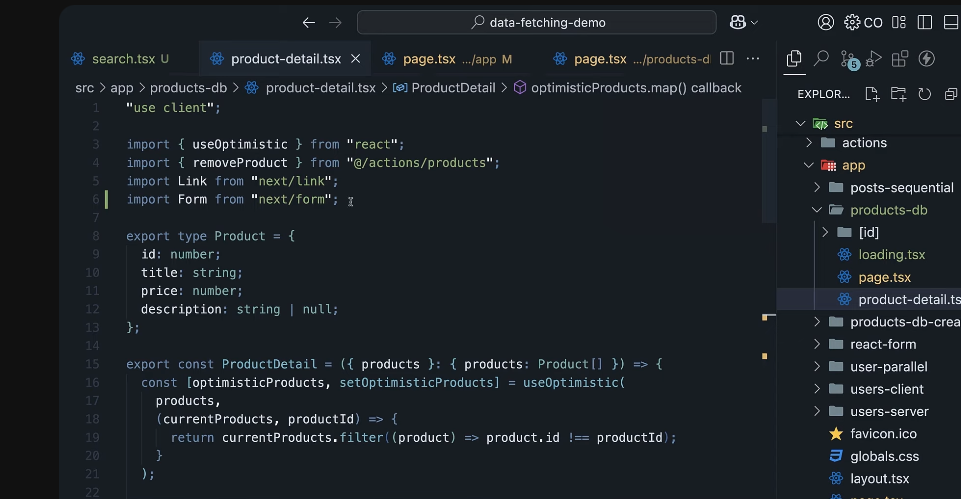 data-fetching-demo
CO
search.tsx U
product-detail.tsx
page.tsx .../app M
page.tsx .../products-d
5
src > app > products-db > product-detail.tsx > ProductDetail > optimisticProducts.map() callback
EXPLOR...
1 "use client";
2
3 import { useOptimistic } from "react";
4 import { removeProduct } from "@/actions/products";
5 import Link from "next/link";
6 import Form from "next/form";
7
8 export type Product = {
9 id: number;
10 title: string;
11 price: number;
12 description: string | null;
13 };
14
15 export const ProductDetail = ({ products }: { products: Product[] }) => {
16 const [optimisticProducts, setOptimisticProducts] = useOptimistic(
17 products,
18 (currentProducts, productId) => {
19 return currentProducts.filter((product) => product.id !== productId);
20 }
21 );
22
src
actions
app
posts-sequential
products-db
[id]
loading.tsx
page.tsx
product-detail.ts
products-db-crea
react-form
user-parallel
users-client
users-server
favicon.ico
globals.css
layout.tsx